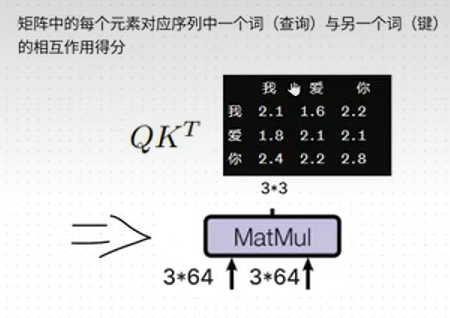 矩阵中的每个元素对应序列中一个词（查询）与另一个词（键）
的相互作用得分
我 爱 你
我 2.1 1.6 2.2
爱 1.8 2.1 2.1
你 2.4 2.2 2.8
QK^T
3*3
MatMul
3*64 3*64